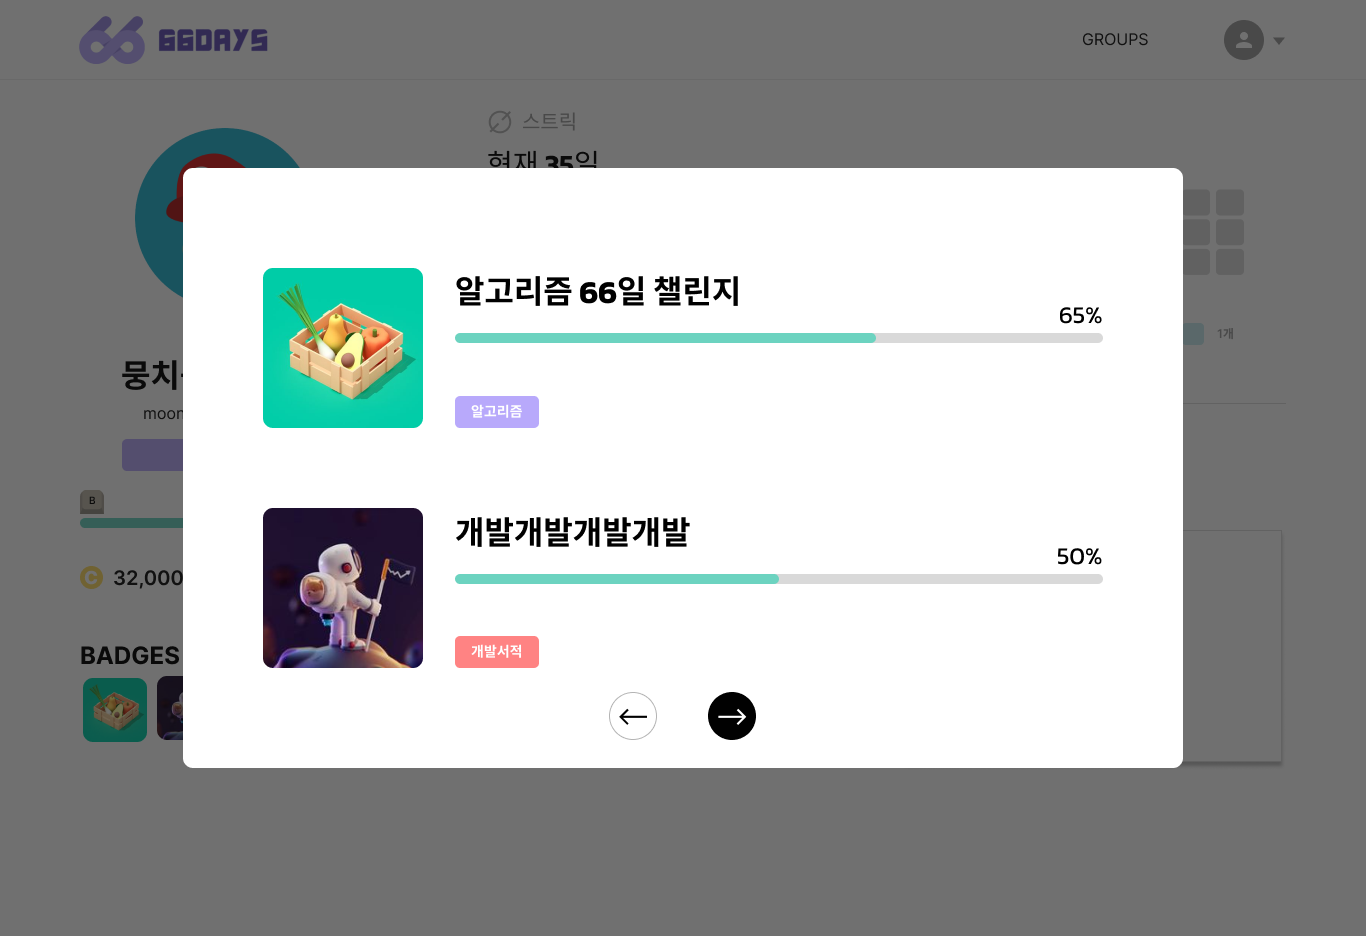 66DAYS
GROUPS
스트릭
현재 35일
1개
뭉치
moon
B
32,000
BADGES
알고리즘 66일 챌린지
65%
알고리즘
개발개발개발개발
50%
개발서적